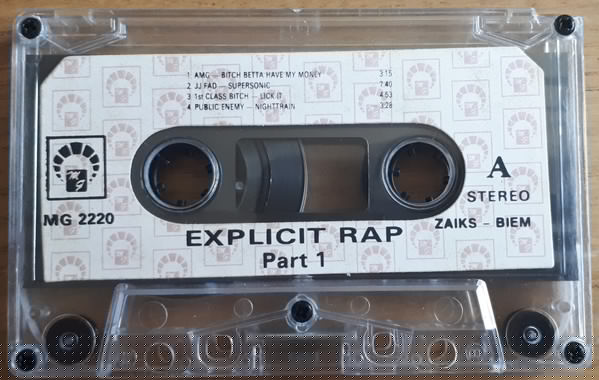 1 AMG — BITCH BETTA HAVE MY MONEY 3:15
2 JJ FAD — SUPERSONIC 7:40
3 1st CLASS BITCH — LICK IT 4:53
4 PUBLIC ENEMY — NIGHTTRAIN 3:28
MG
A
STEREO
MG 2220
ZAIKS - BIEM
EXPLICIT RAP
Part 1